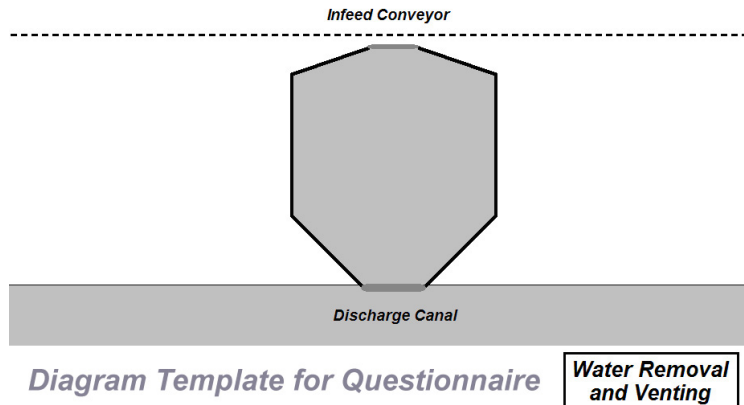 Infeed Conveyor
Discharge Canal
Diagram Template for Questionnaire
Water Removal
and Venting